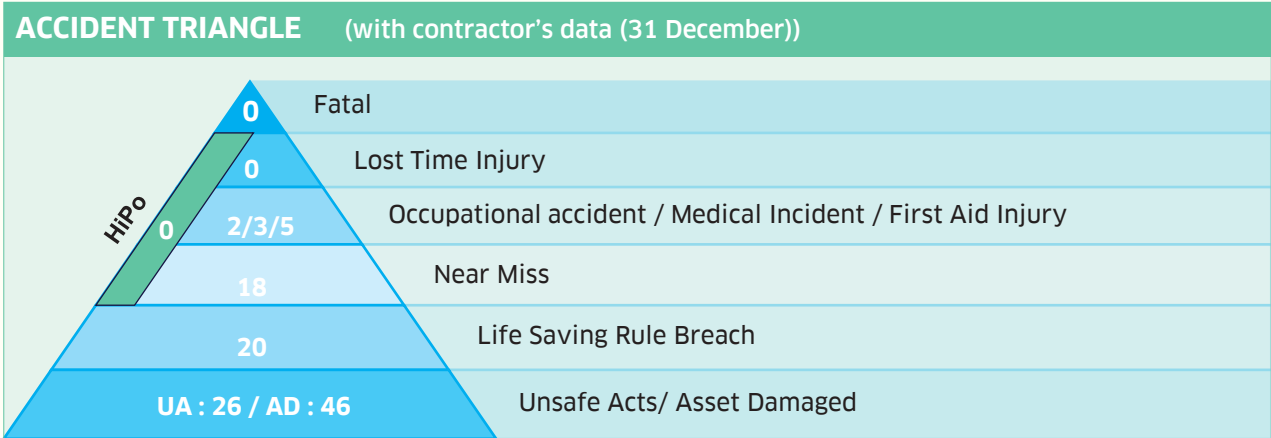 ACCIDENT TRIANGLE (with contractor's data (31 December))
0 Fatal
0 Lost Time Injury
HiPo
0
2/3/5 Occupational accident / Medical Incident / First Aid Injury
18 Near Miss
20 Life Saving Rule Breach
UA : 26 / AD : 46 Unsafe Acts/ Asset Damaged